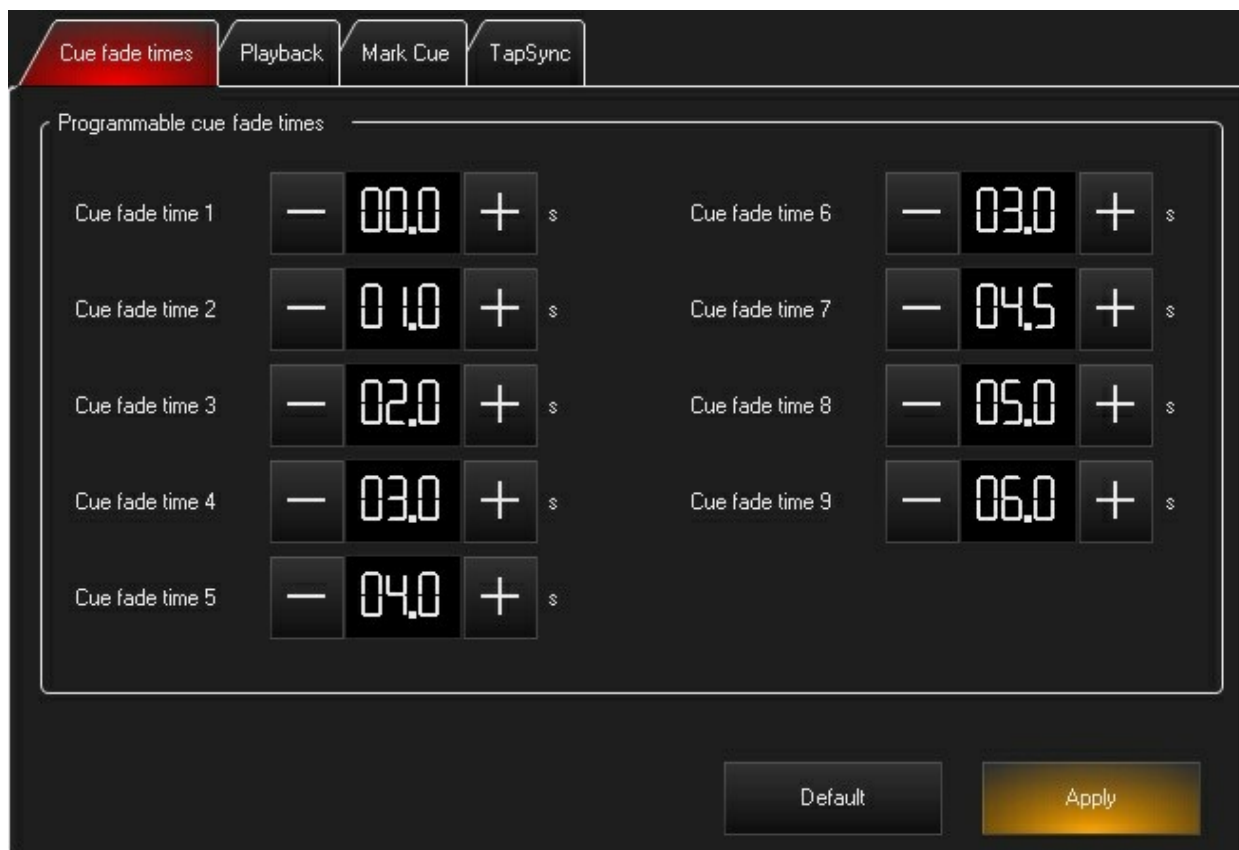 Cue fade times Playback Mark Cue TapSync
Programmable cue fade times
Cue fade time 1 — 00.0 + s
Cue fade time 2 — 01.0 + s
Cue fade time 3 — 02.0 + s
Cue fade time 4 — 03.0 + s
Cue fade time 5 — 04.0 + s
Cue fade time 6 — 03.0 + s
Cue fade time 7 — 04.5 + s
Cue fade time 8 — 05.0 + s
Cue fade time 9 — 06.0 + s
Default Apply